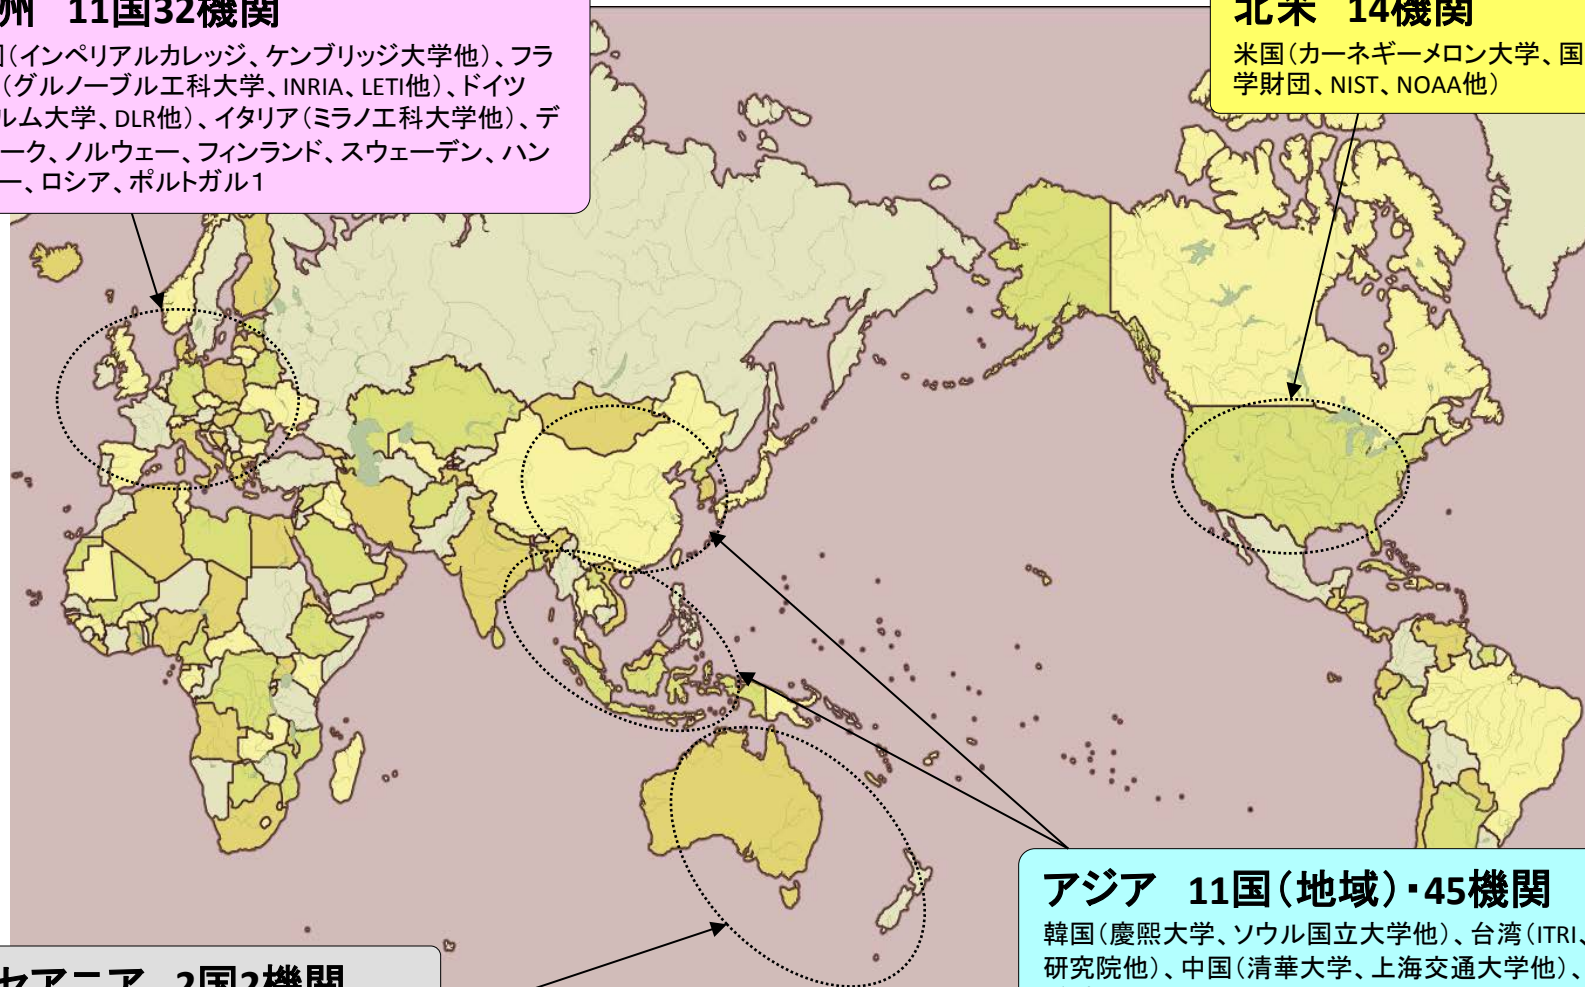 州 11国32機関
(インペリアルカレッジ、ケンブリッジ大学他)、フラ
(グルノーブル工科大学、INRIA、LETI他)、ドイツ
ルム大学、DLR他)、イタリア(ミラノ工科大学他)、デ
ーク、ノルウェー、フィンランド、スウェーデン、ハン
ー、ロシア、ポルトガル1
北米 14機関
米国(カーネギーメロン大学、国
学財団、NIST、NOAA他)
アジア 11国(地域)・45機関
韓国(慶熙大学、ソウル国立大学他)、台湾(ITRI、
研究院他)、中国(清華大学、上海交通大学他)、
セアニア 2国2機関